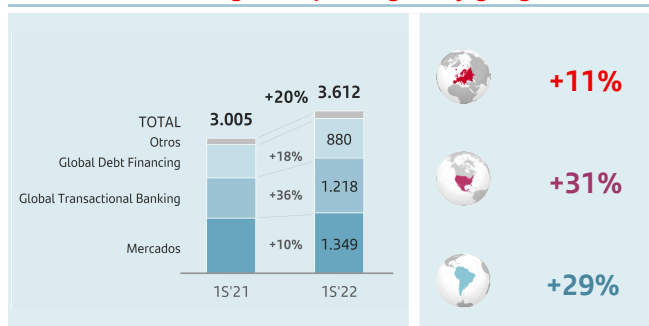 +20%
3.612
TOTAL
3.005
Otros
880
Global Debt Financing
+18%
1.218
Global Transactional Banking
+36%
Mercados
+10%
1.349
1S'21
1S'22
+11%
+31%
+29%